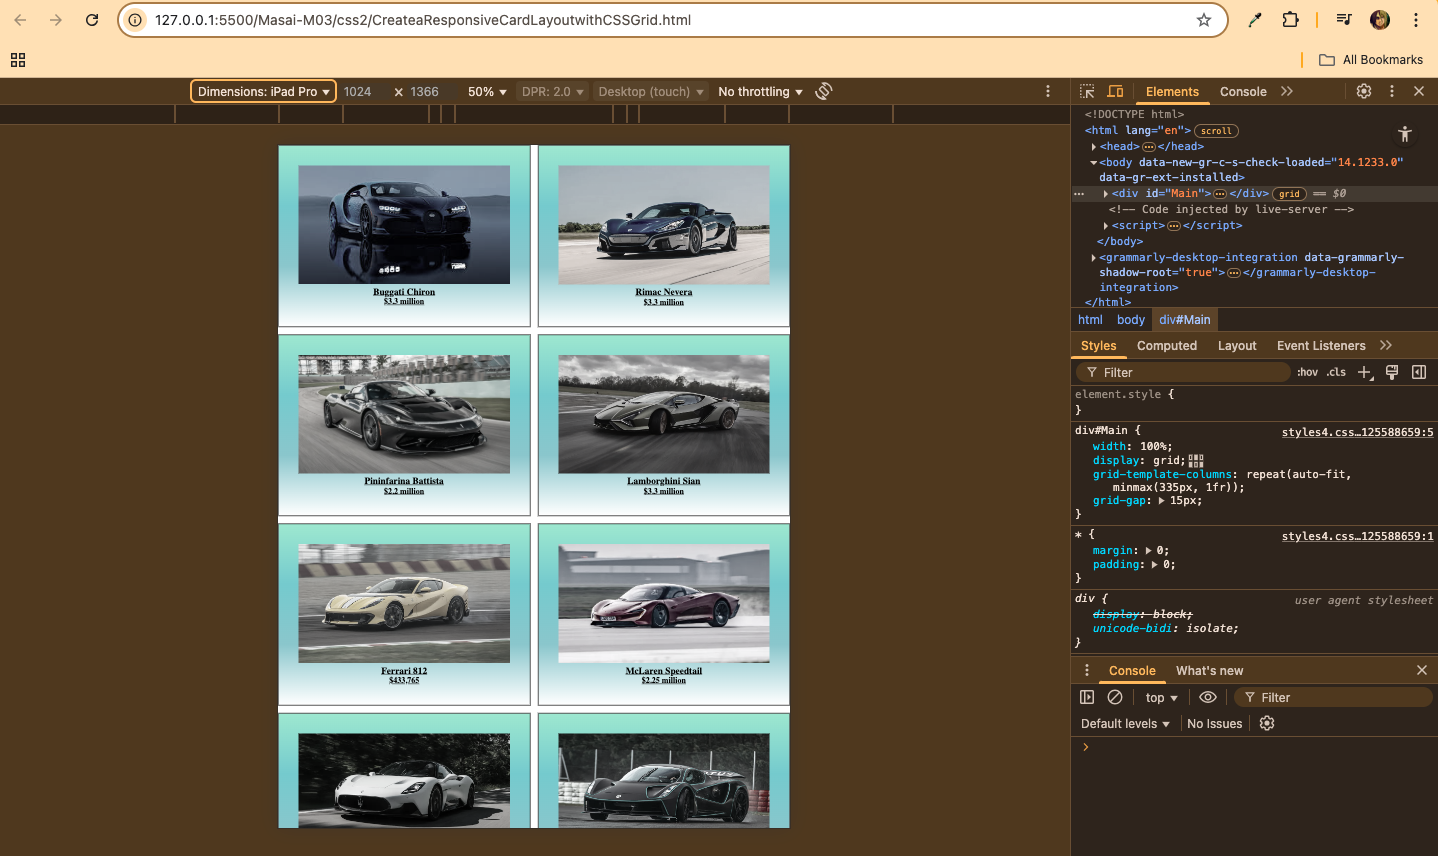 127.0.0.1:5500/Masai-M03/css2/CreateaResponsiveCardLayoutwithCSSGrid.html
All Bookmarks
Dimensions: iPad Pro 1024 × 1366 50% DPR: 2.0 Desktop (touch) No throttling
Buggati Chiron
$3.3 million
Rimac Nevera
$3.3 million
Pininfarina Battista
$2.2 million
Lamborghini Sian
$3.3 million
Ferrari 812
$433,765
McLaren Speedtail
$2.25 million
Elements Console
<!DOCTYPE html>
<html lang="en"> scroll
<head> … </head>
<body data-new-gr-c-s-check-loaded="14.1233.0"
data-gr-ext-installed>
… <div id="Main"> … </div> grid == $0
<!-- Code injected by live-server -->
<script> … </script>
</body>
<grammarly-desktop-integration data-grammarly-
shadow-root="true"> … </grammarly-desktop-
integration>
</html>
html body div#Main
Styles Computed Layout Event Listeners
Filter :hov .cls
element.style {
}
div#Main { styles4.css…125588659:5
width: 100%;
display: grid;
grid-template-columns: repeat(auto-fit,
minmax(335px, 1fr));
grid-gap: 15px;
}
* { styles4.css…125588659:1
margin: 0;
padding: 0;
}
div { user agent stylesheet
display: block;
unicode-bidi: isolate;
}
Console What's new
top Filter
Default levels No Issues